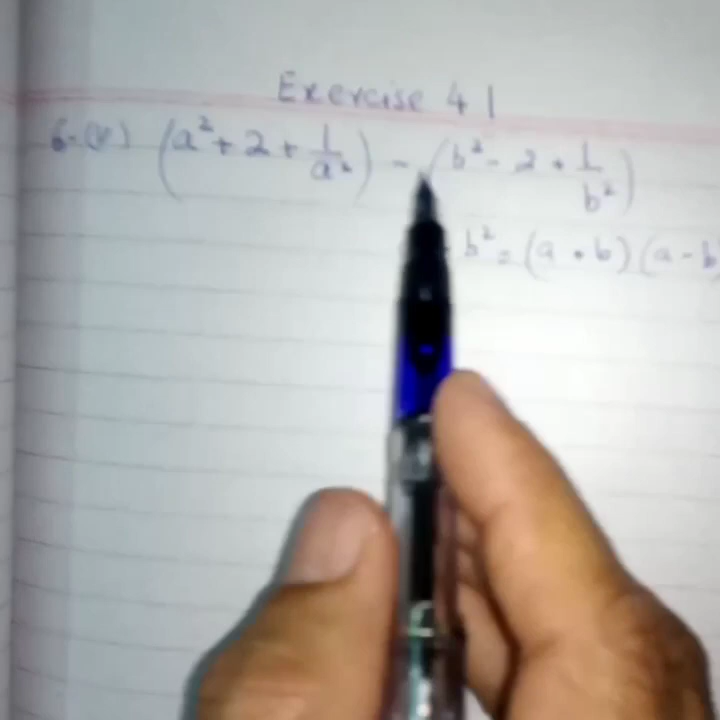 Exercise 4 1
6-(v) (a² + 2 + 1/a²) - (b² - 2 + 1/b²)
b² = (a + b) (a - b